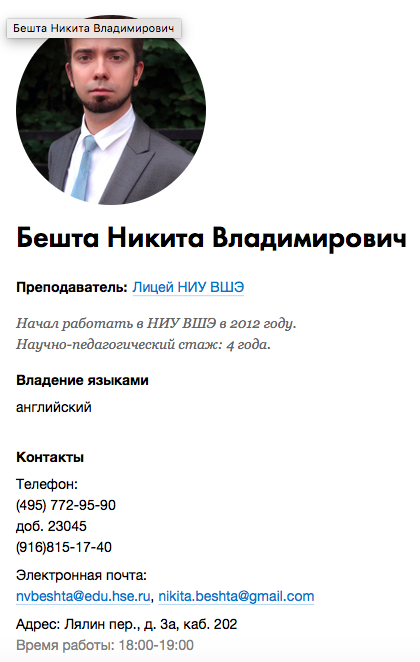 Бешта Никита Владимирович
Бешта Никита Владимирович
Преподаватель: Лицей НИУ ВШЭ
Начал работать в НИУ ВШЭ в 2012 году.
Научно-педагогический стаж: 4 года.
Владение языками
английский
Контакты
Телефон:
(495) 772-95-90
доб. 23045
(916)815-17-40
Электронная почта:
nvbeshta@edu.hse.ru, nikita.beshta@gmail.com
Адрес: Лялин пер., д. 3а, каб. 202
Время работы: 18:00-19:00